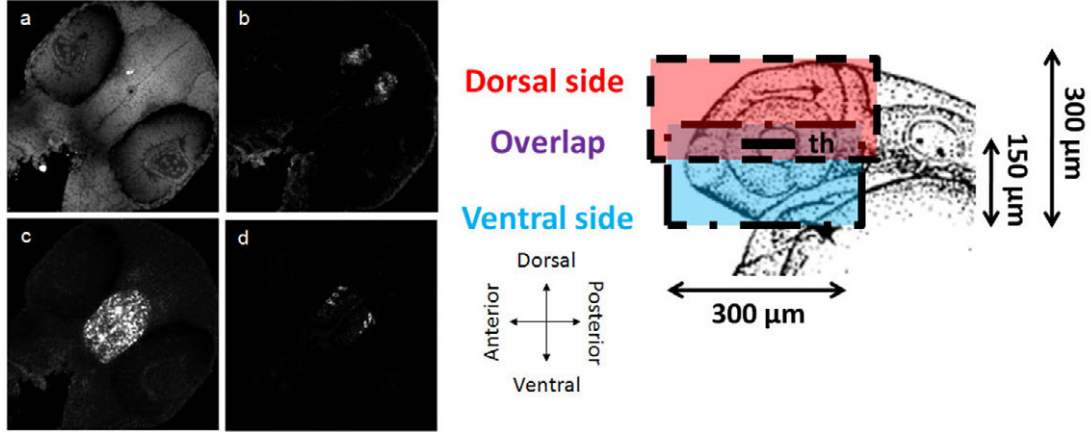 a
b
c
d
Dorsal side
Overlap
Ventral side
th
Dorsal
Anterior
Posterior
Ventral
300 µm
150 µm
300 µm